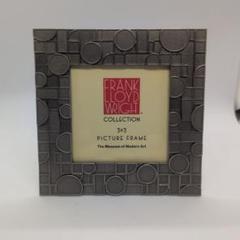 FRANK
LLOYD
WRIGHT
COLLECTION
3x3
PICTURE FRAME
The Museum of Modern Art